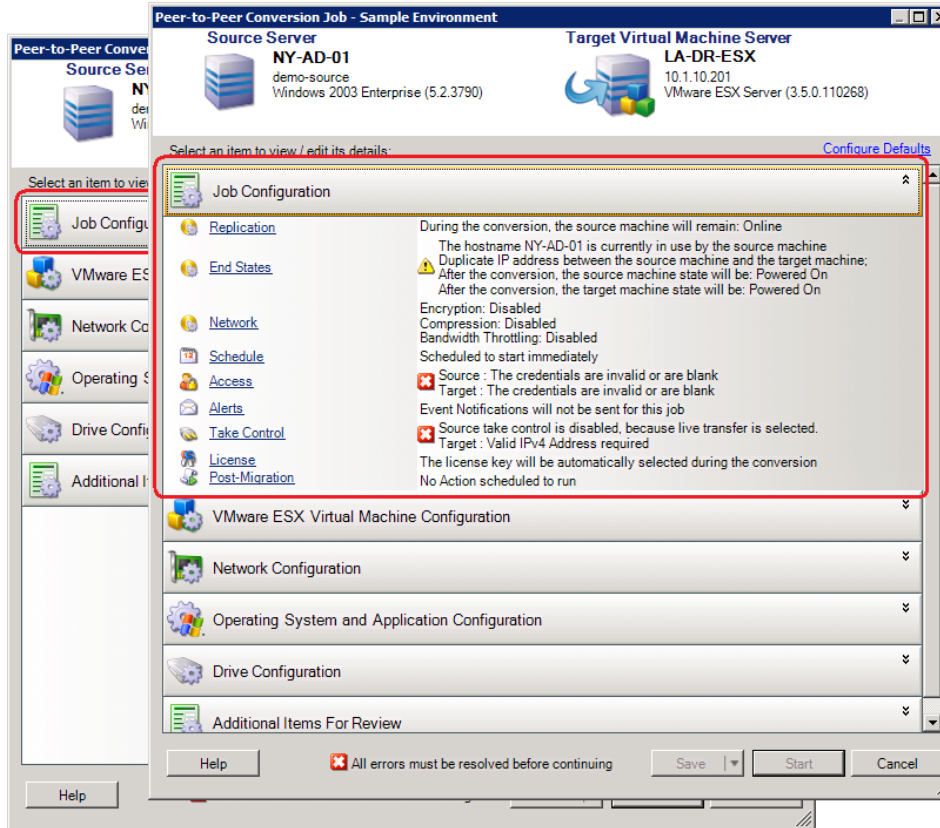 Peer-to-Peer Conversion Job - Sample Environment
Source Server
NY-AD-01
demo-source
Windows 2003 Enterprise (5.2.3790)
Target Virtual Machine Server
LA-DR-ESX
10.1.10.201
VMware ESX Server (3.5.0.110268)
Select an item to view / edit its details:
Configure Defaults
Job Configuration
Replication
During the conversion, the source machine will remain: Online
End States
The hostname NY-AD-01 is currently in use by the source machine
Duplicate IP address between the source machine and the target machine;
After the conversion, the source machine state will be: Powered On
After the conversion, the target machine state will be: Powered On
Network
Encryption: Disabled
Compression: Disabled
Bandwidth Throttling: Disabled
Schedule
Scheduled to start immediately
Access
Source : The credentials are invalid or are blank
Target : The credentials are invalid or are blank
Alerts
Event Notifications will not be sent for this job
Take Control
Source take control is disabled, because live transfer is selected.
Target : Valid IPv4 Address required
License
The license key will be automatically selected during the conversion
Post-Migration
No Action scheduled to run
VMware ESX Virtual Machine Configuration
Network Configuration
Operating System and Application Configuration
Drive Configuration
Additional Items For Review
Help
All errors must be resolved before continuing
Save
Start
Cancel
Peer-to-Peer Conve
Source Se
NY
Wi
Select an item to view
Job Configu
VMware ES
Network Co
Operating S
Drive Config
Additional I
Help